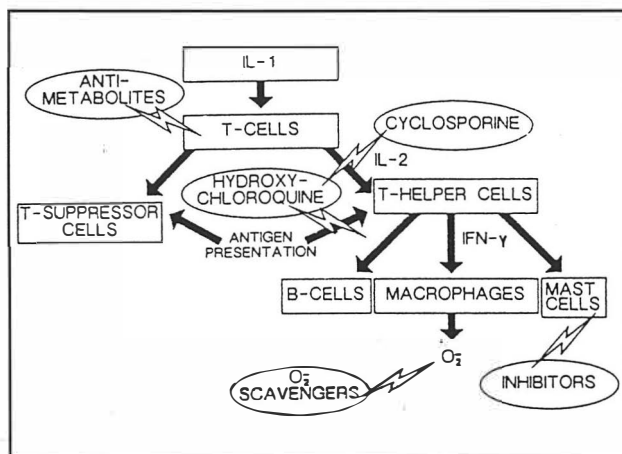 IL-1
ANTI-
METABOLITES
T-CELLS
CYCLOSPORINE
IL-2
HYDROXY-
CHLOROQUINE
T-HELPER CELLS
T-SUPPRESSOR
CELLS
ANTIGEN
PRESENTATION
IFN-γ
B-CELLS
MACROPHAGES
MAST
CELLS
O₂⁻
O₂⁻
SCAVENGERS
INHIBITORS